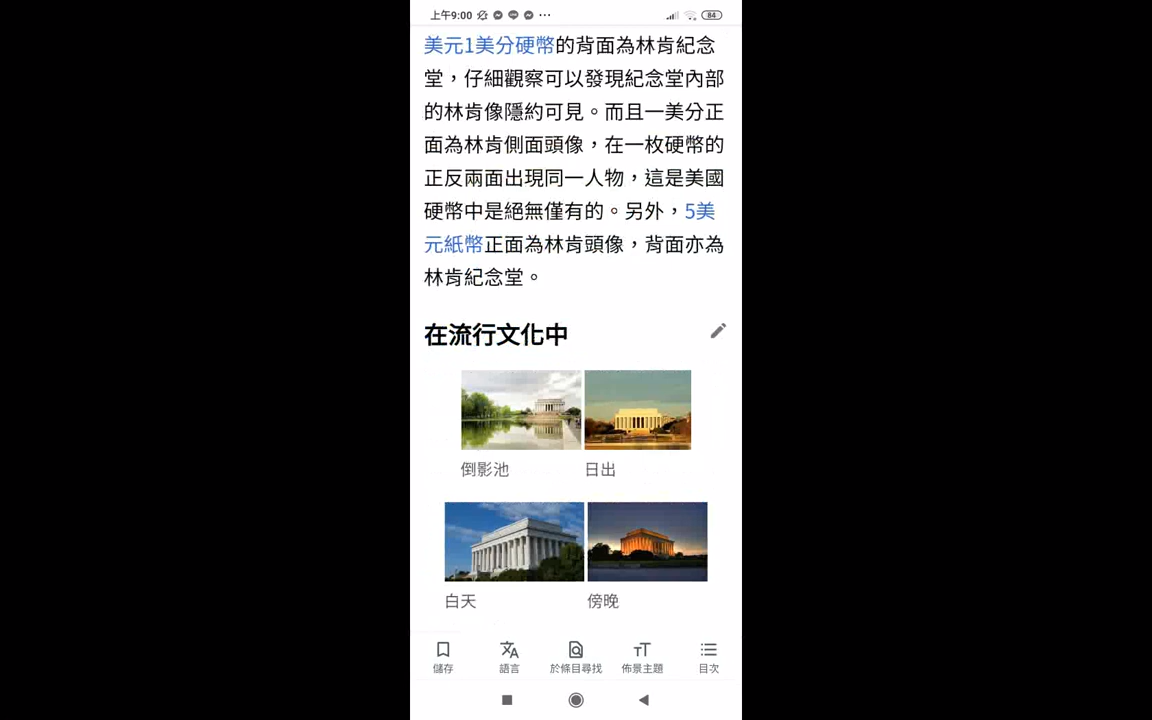 上午9:00
84
美元1美分硬幣的背面為林肯紀念
堂，仔細觀察可以發現紀念堂內部
的林肯像隱約可見。而且一美分正
面為林肯側面頭像，在一枚硬幣的
正反兩面出現同一人物，這是美國
硬幣中是絕無僅有的。另外，5美
元紙幣正面為林肯頭像，背面亦為
林肯紀念堂。
在流行文化中
倒影池 日出
白天 傍晚
儲存 語言 於條目尋找 佈景主題 目次